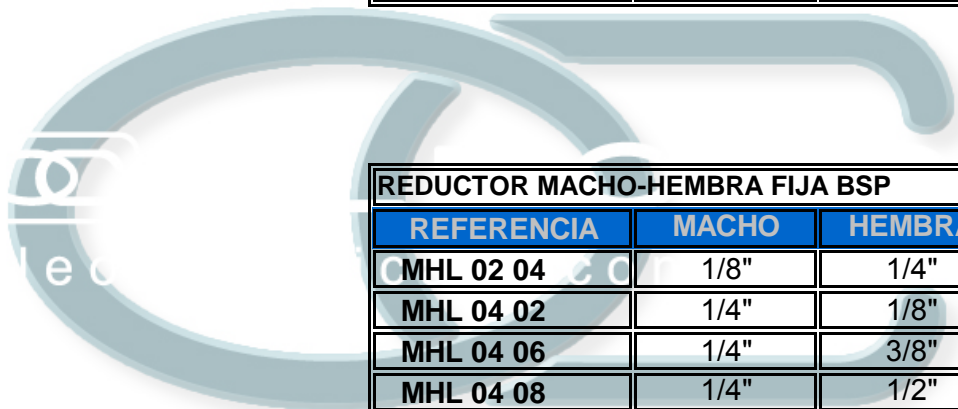 REDUCTOR MACHO-HEMBRA FIJA BSP
REFERENCIA MACHO HEMBRA
MHL 02 04 1/8" 1/4"
MHL 04 02 1/4" 1/8"
MHL 04 06 1/4" 3/8"
MHL 04 08 1/4" 1/2"